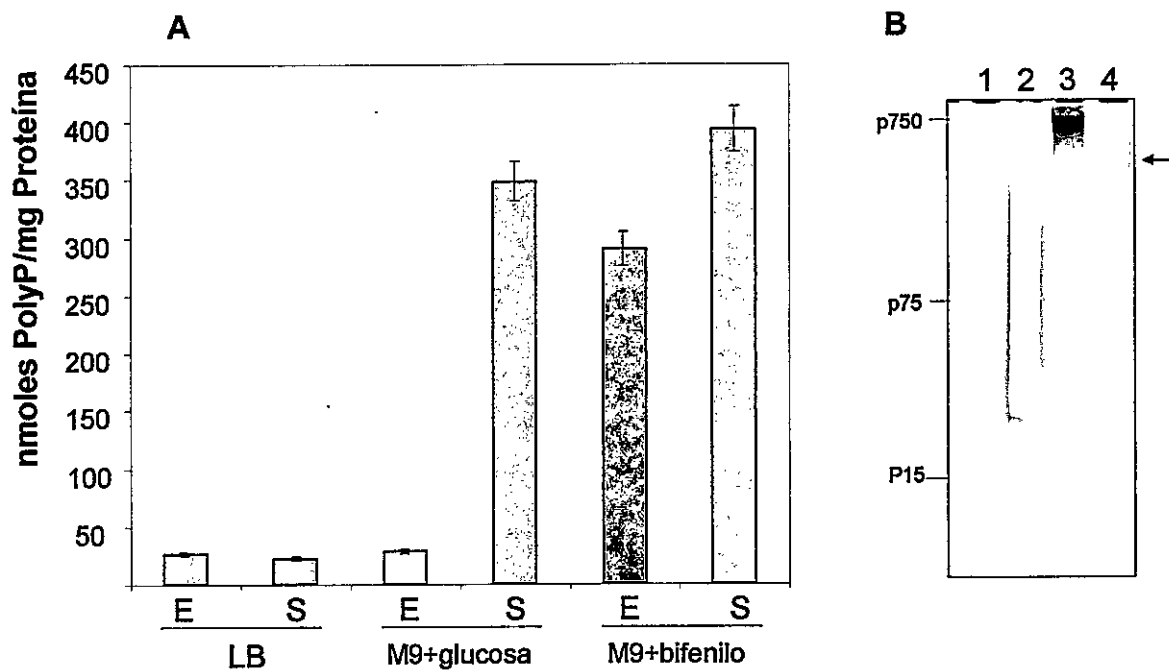 A
nmoles PolyP/mg Proteína
450
400
350
300
250
200
150
100
50
E S E S E S
LB M9+glucosa M9+bifenilo
B
1 2 3 4
p750
p75
P15